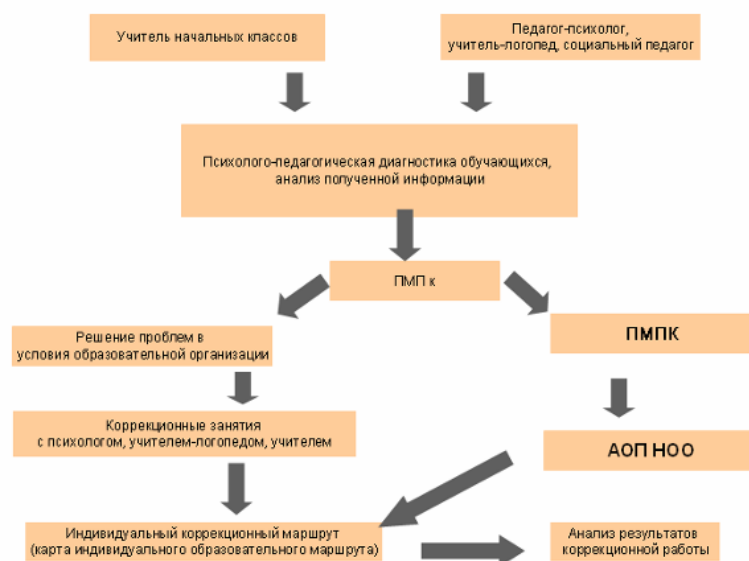 Учитель начальных классов
Педагог-психолог,
учитель-логопед, социальный педагог
Психолого-педагогическая диагностика обучающихся,
анализ полученной информации
ПМП к
Решение проблем в
условия образовательной организации
ПМПК
Коррекционные занятия
с психологом, учителем-логопедом, учителем
АОП НОО
Индивидуальный коррекционный маршрут
(карта индивидуального образовательного маршрута)
Анализ результатов
коррекционной работы